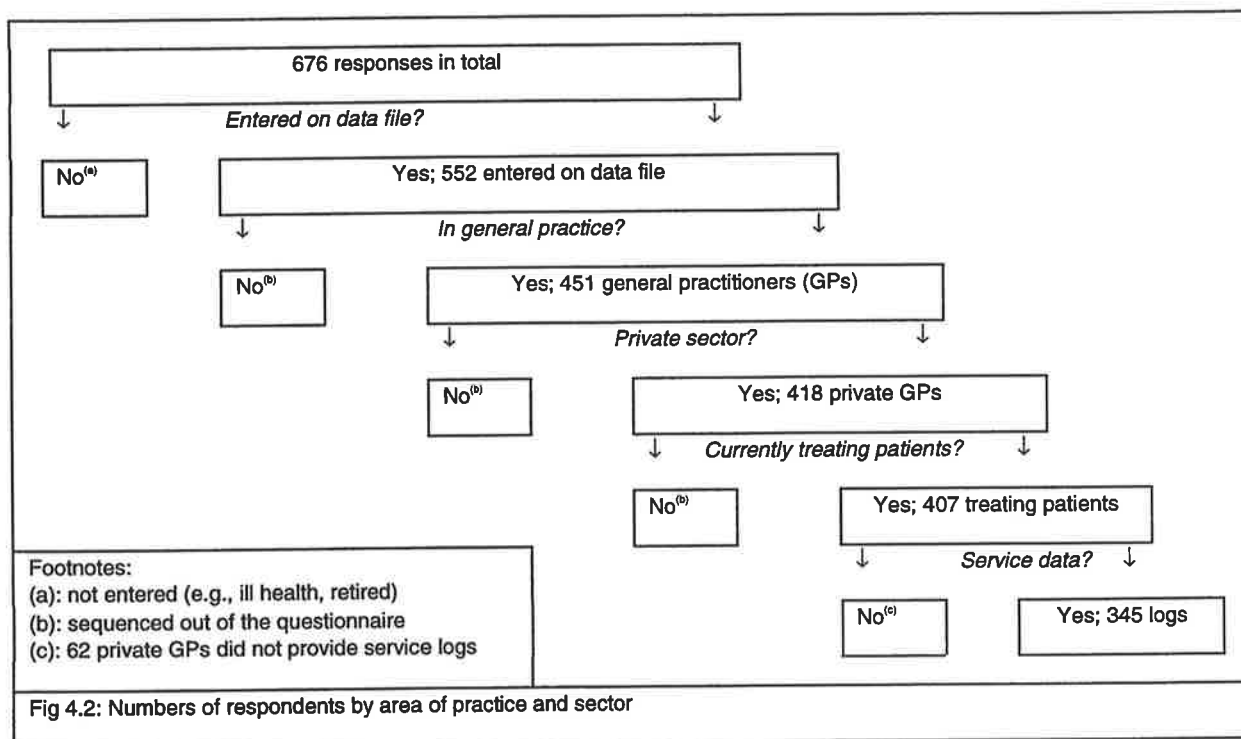 676 responses in total
↓ Entered on data file? ↓
No(a)
Yes; 552 entered on data file
↓ In general practice? ↓
No(b)
Yes; 451 general practitioners (GPs)
↓ Private sector? ↓
No(b)
Yes; 418 private GPs
↓ Currently treating patients? ↓
No(b)
Yes; 407 treating patients
↓ Service data? ↓
No(c)
Yes; 345 logs
Footnotes:
(a): not entered (e.g., ill health, retired)
(b): sequenced out of the questionnaire
(c): 62 private GPs did not provide service logs
Fig 4.2: Numbers of respondents by area of practice and sector